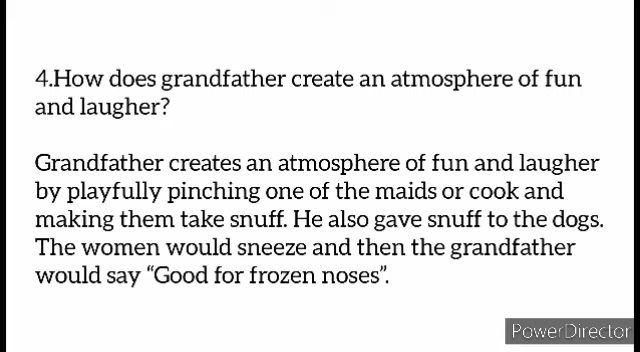 4.How does grandfather create an atmosphere of fun
and laugher?
Grandfather creates an atmosphere of fun and laugher
by playfully pinching one of the maids or cook and
making them take snuff. He also gave snuff to the dogs.
The women would sneeze and then the grandfather
would say “Good for frozen noses”.
PowerDirector